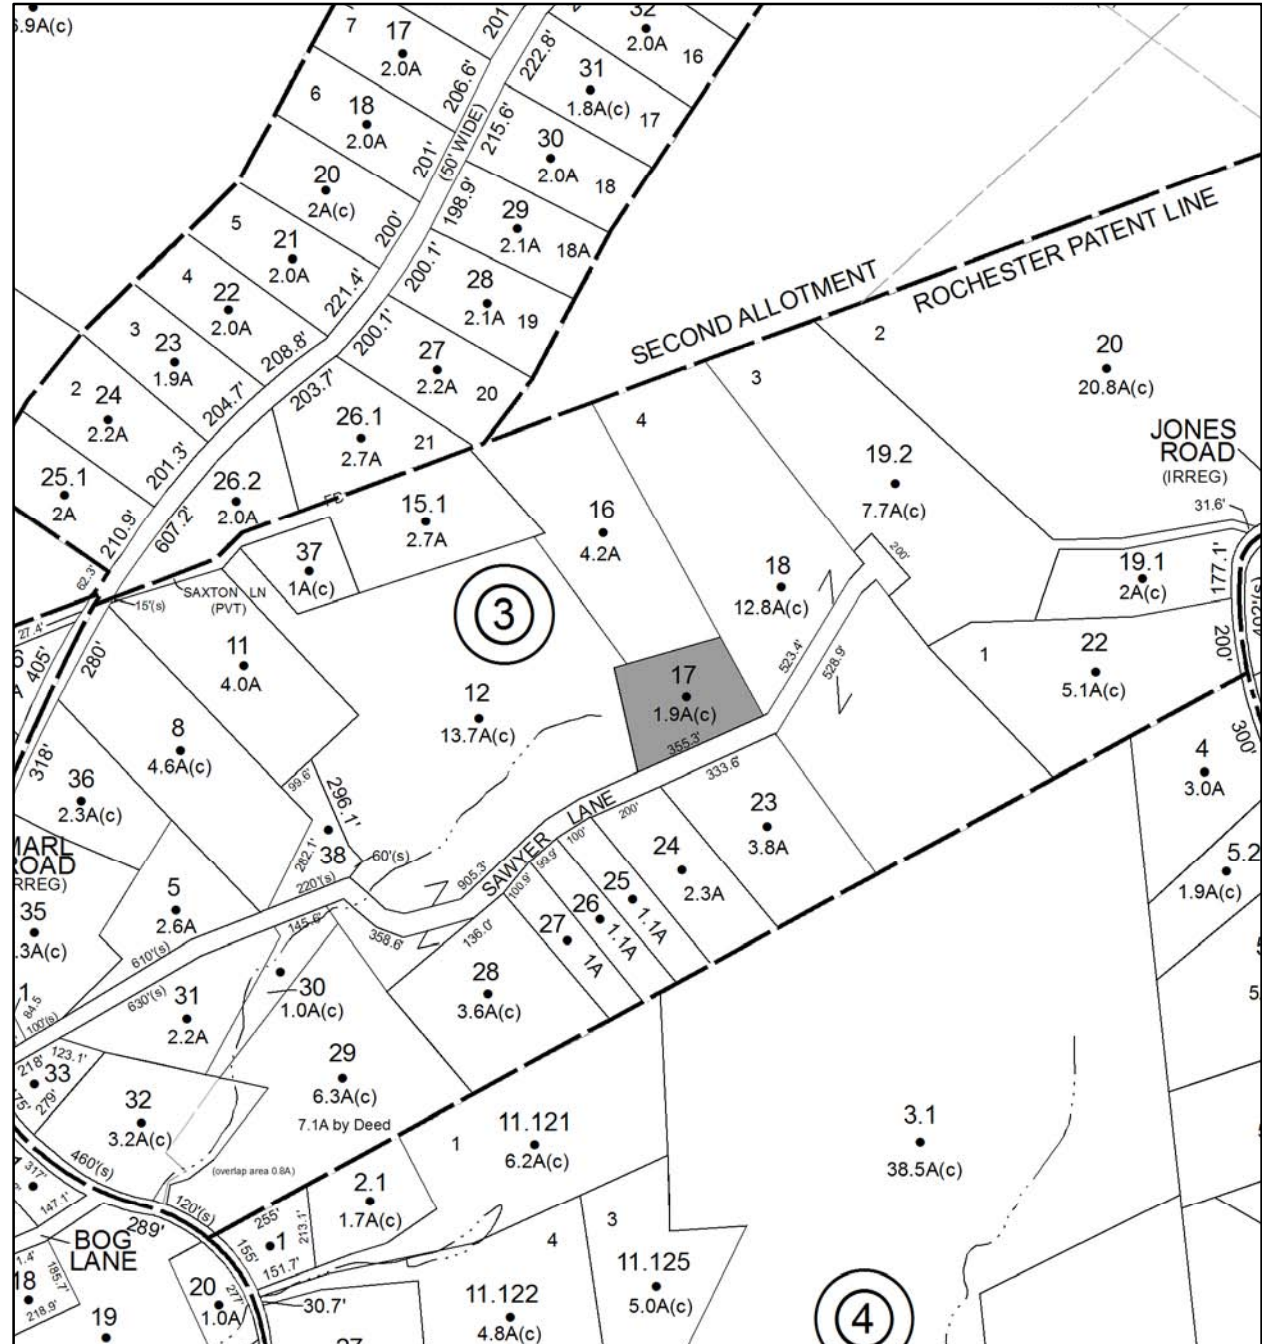 6.9A(c)
7
17
2.0A
201'
32
2.0A
16
206.6'
222.8'
31
1.8A(c)
17
6
18
2.0A
(50' WIDE)
215.6'
201'
30
2.0A
18
20
2A(c)
198.9'
200'
29
2.1A
18A
5
21
2.0A
200.1'
4
22
2.0A
221.4'
28
2.1A
19
SECOND ALLOTMENT
ROCHESTER PATENT LINE
3
23
1.9A
208.8'
200.1'
27
2.2A
20
2
24
2.2A
204.7'
203.7'
26.1
2.7A
21
201.3'
25.1
2A
26.2
2.0A
210.9'
607.2'
2
20
20.8A(c)
3
4
JONES
ROAD
(IRREG)
31.6'
19.2
7.7A(c)
16
4.2A
15.1
2.7A
37
1A(c)
62.3'
SAXTON LN
(PVT)
15'(s)
27.4'
3
200'
18
12.8A(c)
19.1
2A(c)
177.1'
200'
405'
280'
11
4.0A
12
13.7A(c)
17
1.9A(c)
355.3'
523.4'
528.9'
1
22
5.1A(c)
318'
8
4.6A(c)
300'
4
3.0A
36
2.3A(c)
99.6'
296.1'
333.6'
200'
23
3.8A
MARL
ROAD
RREG)
282.1'
38
60'(s)
905.3'
SAWYER LANE
100'
99.9'
100.9'
24
2.3A
5.2
1.9A(c)
220'(s)
25
1.1A
26
1.1A
27
1A
35
.3A(c)
5
2.6A
145.6'
358.6'
136.0'
610'(s)
630'(s)
30
1.0A(c)
28
3.6A(c)
1
84.5
100'(s)
31
2.2A
218'
123.1'
33
279'
75'
29
6.3A(c)
7.1A by Deed
32
3.2A(c)
(overlap area 0.8A)
11.121
6.2A(c)
1
3.1
38.5A(c)
460'(s)
317'
147.1'
120'(s)
289'
255'
213.1'
2.1
1.7A(c)
1
155'
151.7'
BOG
LANE
1.4'
185.7'
18
218.9'
3
4
11.125
5.0A(c)
20
1.0A
277'
30.7'
11.122
4.8A(c)
19
4